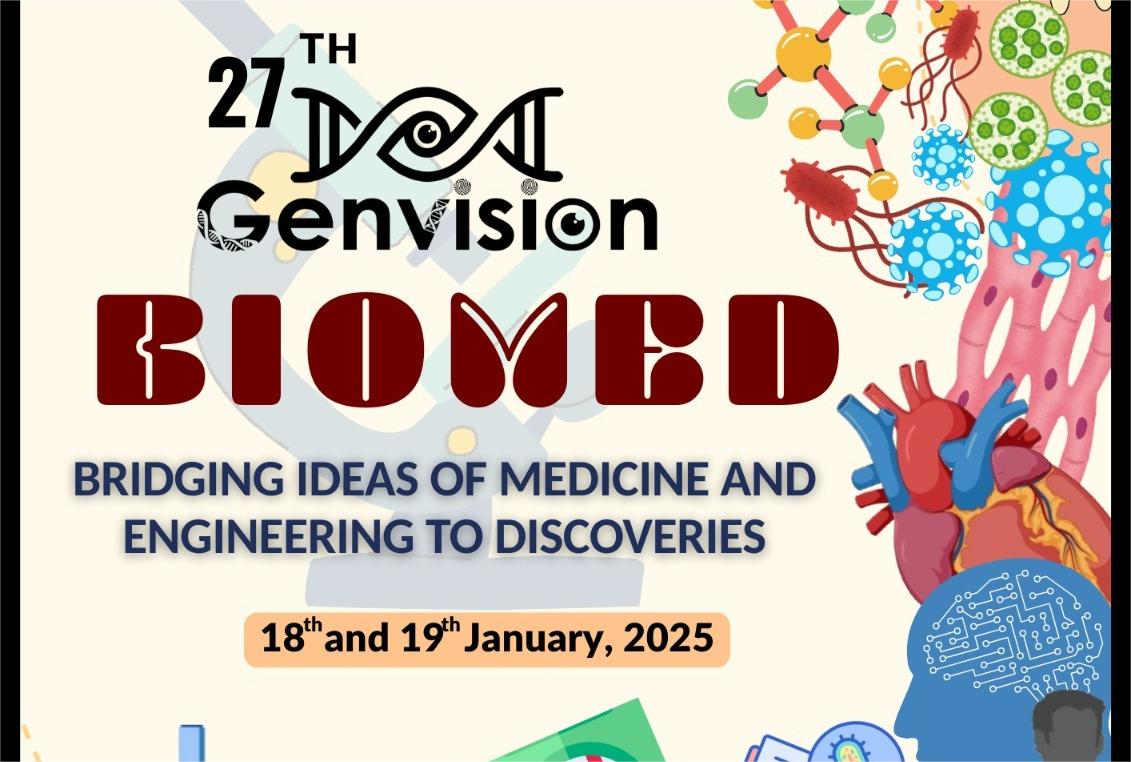 27TH
Genvision
BIOMED
BRIDGING IDEAS OF MEDICINE AND
ENGINEERING TO DISCOVERIES
18th and 19th January, 2025